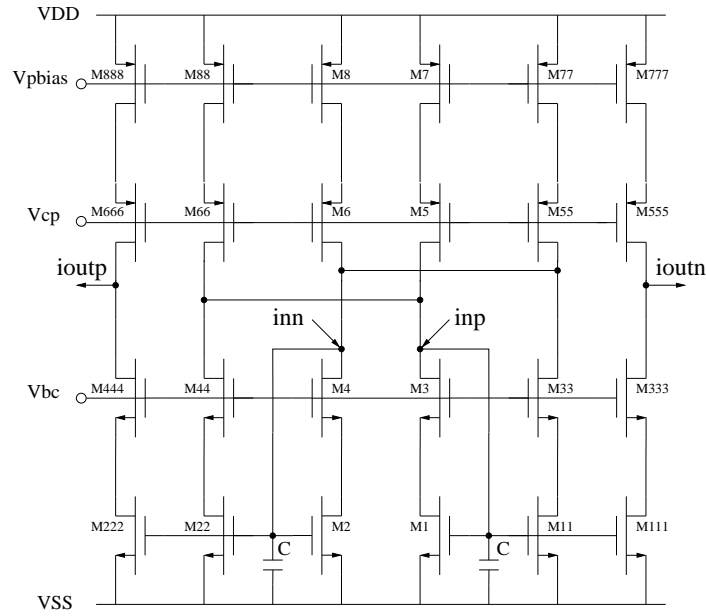 VDD
Vpbias
M888 M88 M8 M7 M77 M777
Vcp
M666 M66 M6 M5 M55 M555
ioutp
ioutn
inn
inp
Vbc
M444 M44 M4 M3 M33 M333
M222 M22 M2 M1 M11 M111
C C
VSS